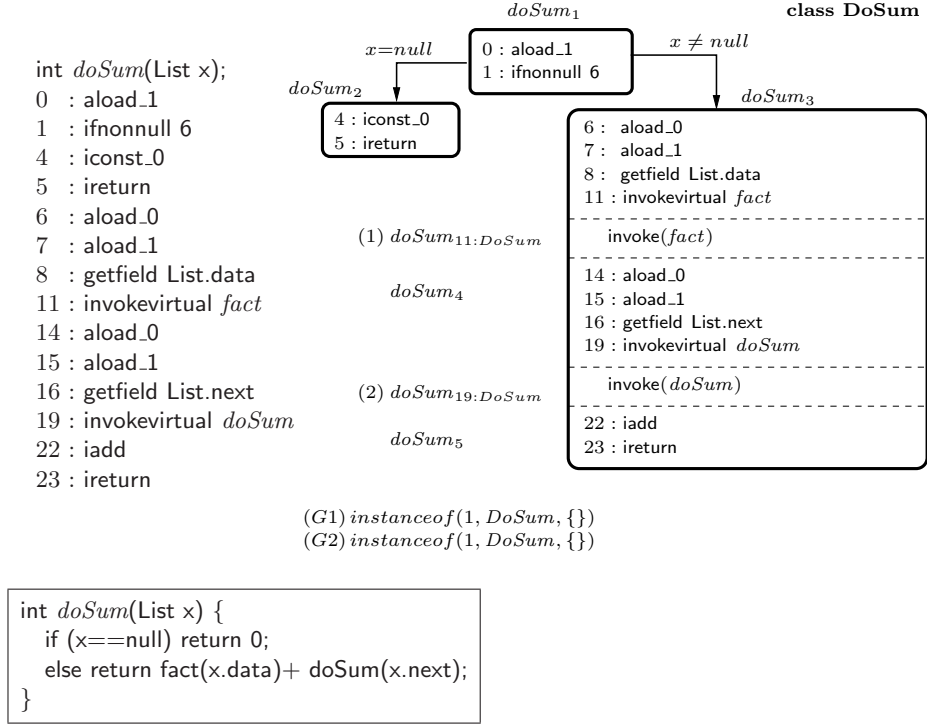 doSum1
class DoSum
x=null
x ≠ null
0 : aload_1
1 : ifnonnull 6
doSum2
doSum3
4 : iconst_0
5 : ireturn
int doSum(List x);
0 : aload_1
1 : ifnonnull 6
4 : iconst_0
5 : ireturn
6 : aload_0
7 : aload_1
8 : getfield List.data
11 : invokevirtual fact
14 : aload_0
15 : aload_1
16 : getfield List.next
19 : invokevirtual doSum
22 : iadd
23 : ireturn
(1) doSum11:DoSum
doSum4
(2) doSum19:DoSum
doSum5
6 : aload_0
7 : aload_1
8 : getfield List.data
11 : invokevirtual fact
invoke(fact)
14 : aload_0
15 : aload_1
16 : getfield List.next
19 : invokevirtual doSum
invoke(doSum)
22 : iadd
23 : ireturn
(G1) instanceof(1, DoSum, {})
(G2) instanceof(1, DoSum, {})
int doSum(List x) {
if (x==null) return 0;
else return fact(x.data)+ doSum(x.next);
}